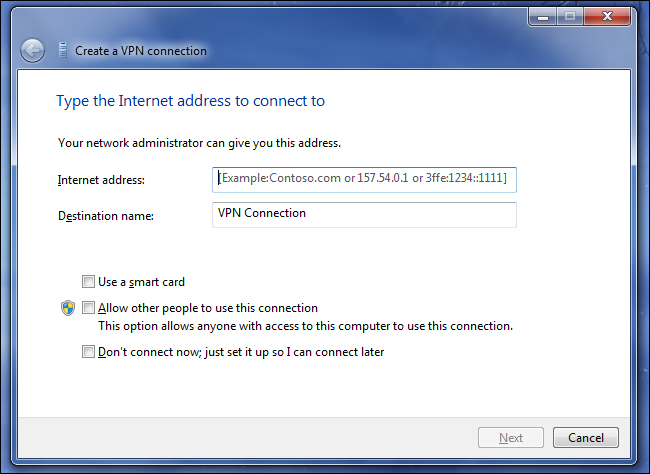 Create a VPN connection
Type the Internet address to connect to
Your network administrator can give you this address.
Internet address: [Example:Contoso.com or 157.54.0.1 or 3ffe:1234::1111]
Destination name: VPN Connection
Use a smart card
Allow other people to use this connection
This option allows anyone with access to this computer to use this connection.
Don't connect now; just set it up so I can connect later
Next Cancel